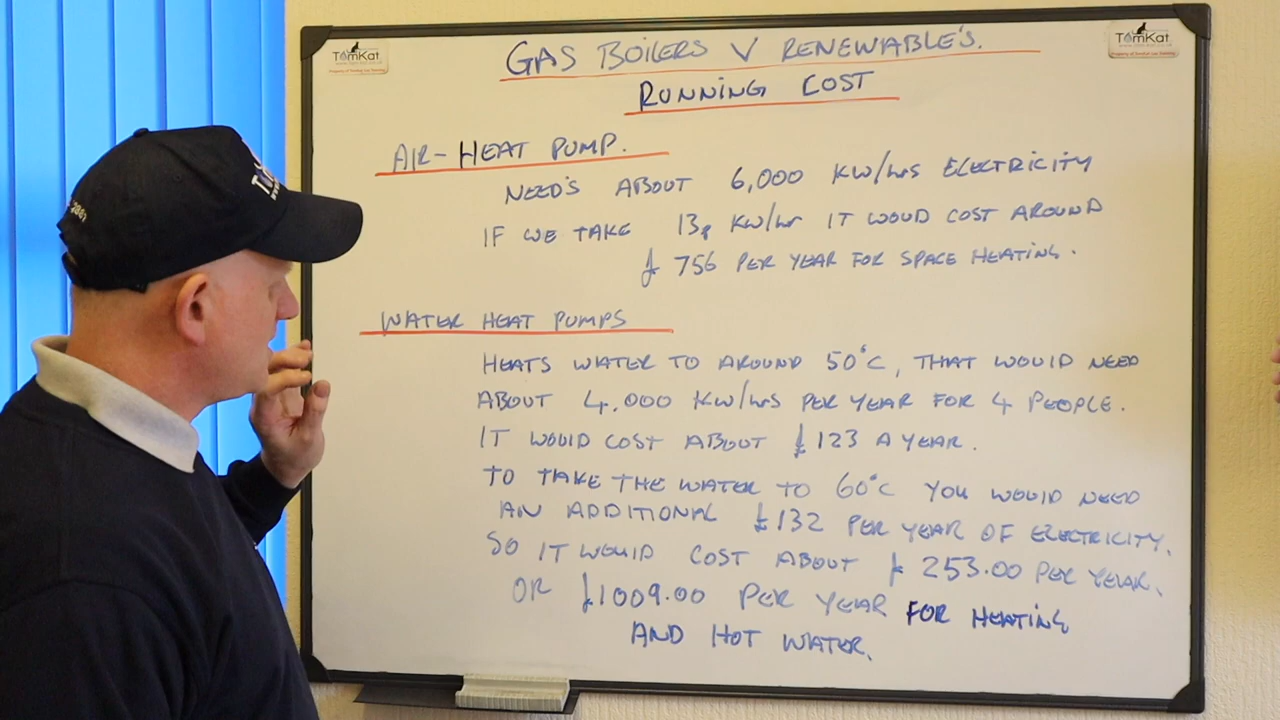 TomKat
TomKat
GAS BOILERS V RENEWABLE'S.
RUNNING COST
AIR-HEAT PUMP.
NEED'S ABOUT 6,000 KW/hrs ELECTRICITY
IF WE TAKE 13p KW/hr IT WOUD COST AROUND
£756 PER YEAR FOR SPACE HEATING.
WATER HEAT PUMPS
HEATS WATER TO AROUND 50°C, THAT WOULD NEED
ABOUT 4,000 KW/hrs PER YEAR FOR 4 PEOPLE.
IT WOULD COST ABOUT £123 A YEAR.
TO TAKE THE WATER TO 60°C YOU WOULD NEED
AN ADDITIONAL £132 PER YEAR OF ELECTRICITY.
SO IT WOULD COST ABOUT £253.00 PER YEAR.
OR £1009.00 PER YEAR FOR HEATING
AND HOT WATER.